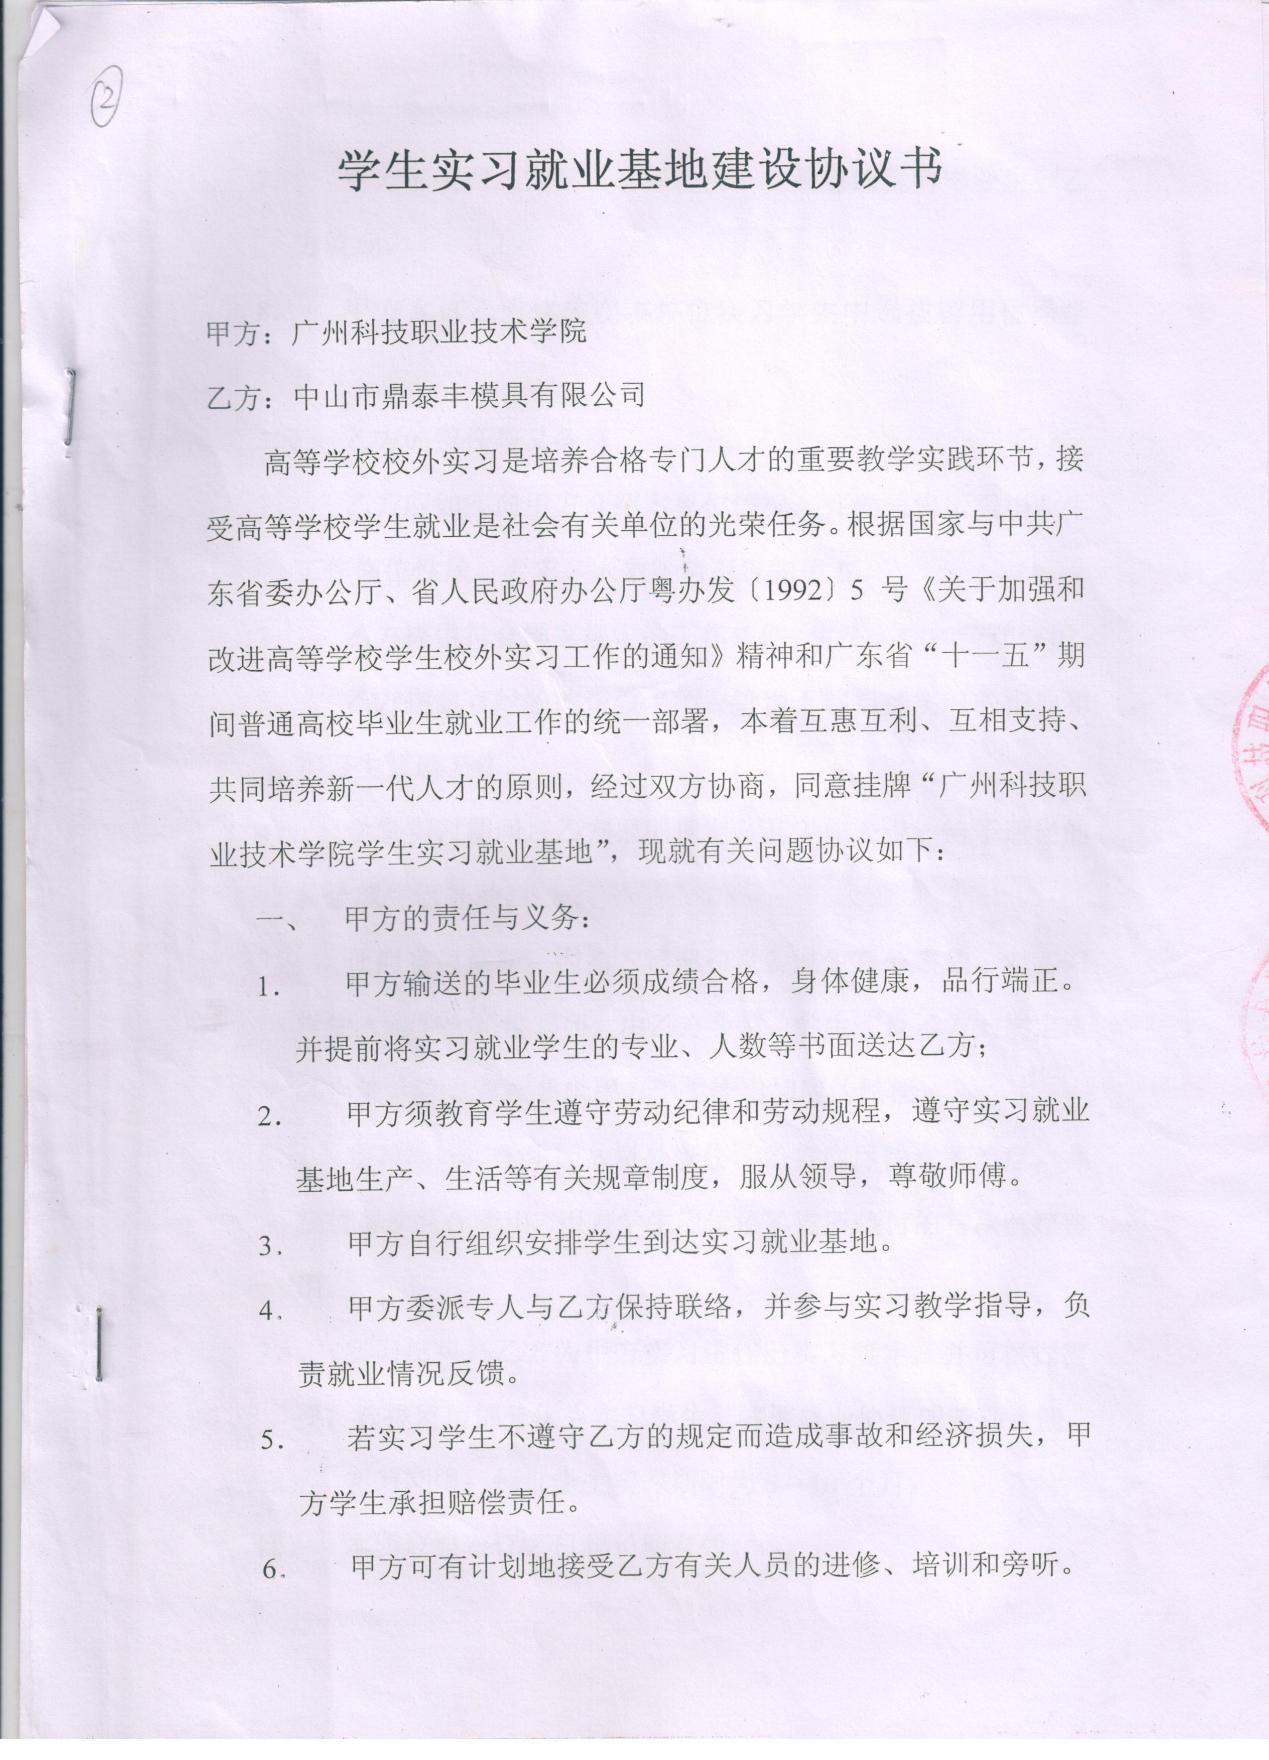 2
学生实习就业基地建设协议书
甲方：广州科技职业技术学院
乙方：中山市鼎泰丰模具有限公司
高等学校校外实习是培养合格专门人才的重要教学实践环节，接
受高等学校学生就业是社会有关单位的光荣任务。根据国家与中共广
东省委办公厅、省人民政府办公厅粤办发〔1992〕5 号《关于加强和
改进高等学校学生校外实习工作的通知》精神和广东省“十一五”期
间普通高校毕业生就业工作的统一部署，本着互惠互利、互相支持、
共同培养新一代人才的原则，经过双方协商，同意挂牌“广州科技职
业技术学院学生实习就业基地”，现就有关问题协议如下：
一、 甲方的责任与义务：
1. 甲方输送的毕业生必须成绩合格，身体健康，品行端正。
并提前将实习就业学生的专业、人数等书面送达乙方；
2. 甲方须教育学生遵守劳动纪律和劳动规程，遵守实习就业
基地生产、生活等有关规章制度，服从领导，尊敬师傅。
3. 甲方自行组织安排学生到达实习就业基地。
4. 甲方委派专人与乙方保持联络，并参与实习教学指导，负
责就业情况反馈。
5. 若实习学生不遵守乙方的规定而造成事故和经济损失，甲
方学生承担赔偿责任。
6. 甲方可有计划地接受乙方有关人员的进修、培训和旁听。